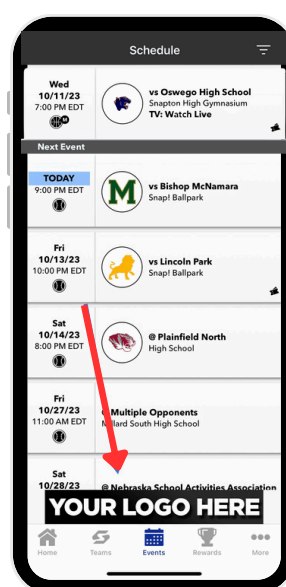 Schedule
Wed
10/11/23
7:00 PM EDT
M
vs Oswego High School
Snapton High Gymnasium
TV: Watch Live
Next Event
TODAY
9:00 PM EDT
M
vs Bishop McNamara
Snap! Ballpark
Fri
10/13/23
10:00 PM EDT
vs Lincoln Park
Snap! Ballpark
Sat
10/14/23
8:00 PM EDT
@ Plainfield North
High School
Fri
10/27/23
11:00 AM EDT
Multiple Opponents
Millard South High School
Sat
10/28/23
@ Nebraska School Activities Association
YOUR LOGO HERE
Home
Teams
Events
Rewards
More